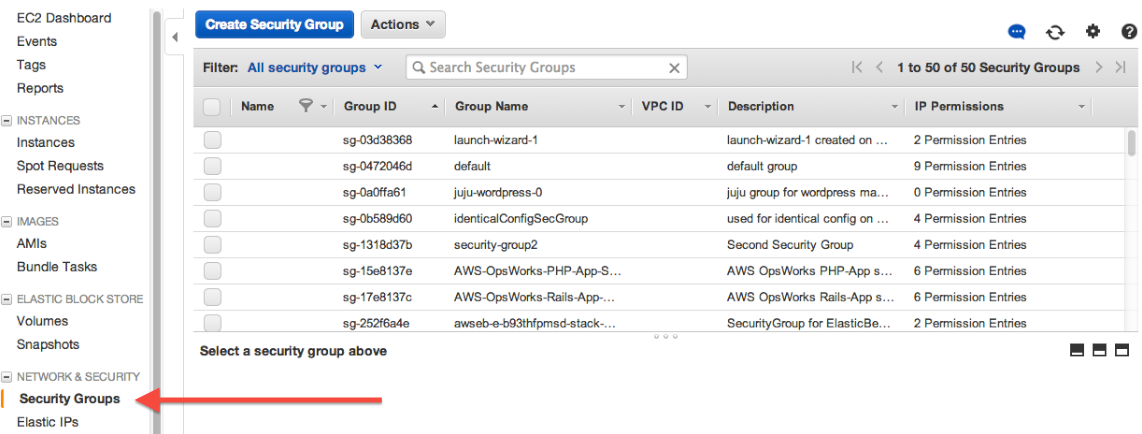 EC2 Dashboard
Events
Tags
Reports
INSTANCES
Instances
Spot Requests
Reserved Instances
IMAGES
AMIs
Bundle Tasks
ELASTIC BLOCK STORE
Volumes
Snapshots
NETWORK & SECURITY
Security Groups
Elastic IPs
Create Security Group Actions
Filter: All security groups Search Security Groups 1 to 50 of 50 Security Groups
Name Group ID Group Name VPC ID Description IP Permissions
sg-03d38368 launch-wizard-1 launch-wizard-1 created on ... 2 Permission Entries
sg-0472046d default default group 9 Permission Entries
sg-0a0ffa61 juju-wordpress-0 juju group for wordpress ma... 0 Permission Entries
sg-0b589d60 identicalConfigSecGroup used for identical config on ... 4 Permission Entries
sg-1318d37b security-group2 Second Security Group 4 Permission Entries
sg-15e8137e AWS-OpsWorks-PHP-App-S... AWS OpsWorks PHP-App s... 6 Permission Entries
sg-17e8137c AWS-OpsWorks-Rails-App-... AWS OpsWorks Rails-App s... 6 Permission Entries
sg-252f6a4e awseb-e-b93thfpmsd-stack-... SecurityGroup for ElasticBe... 2 Permission Entries
Select a security group above